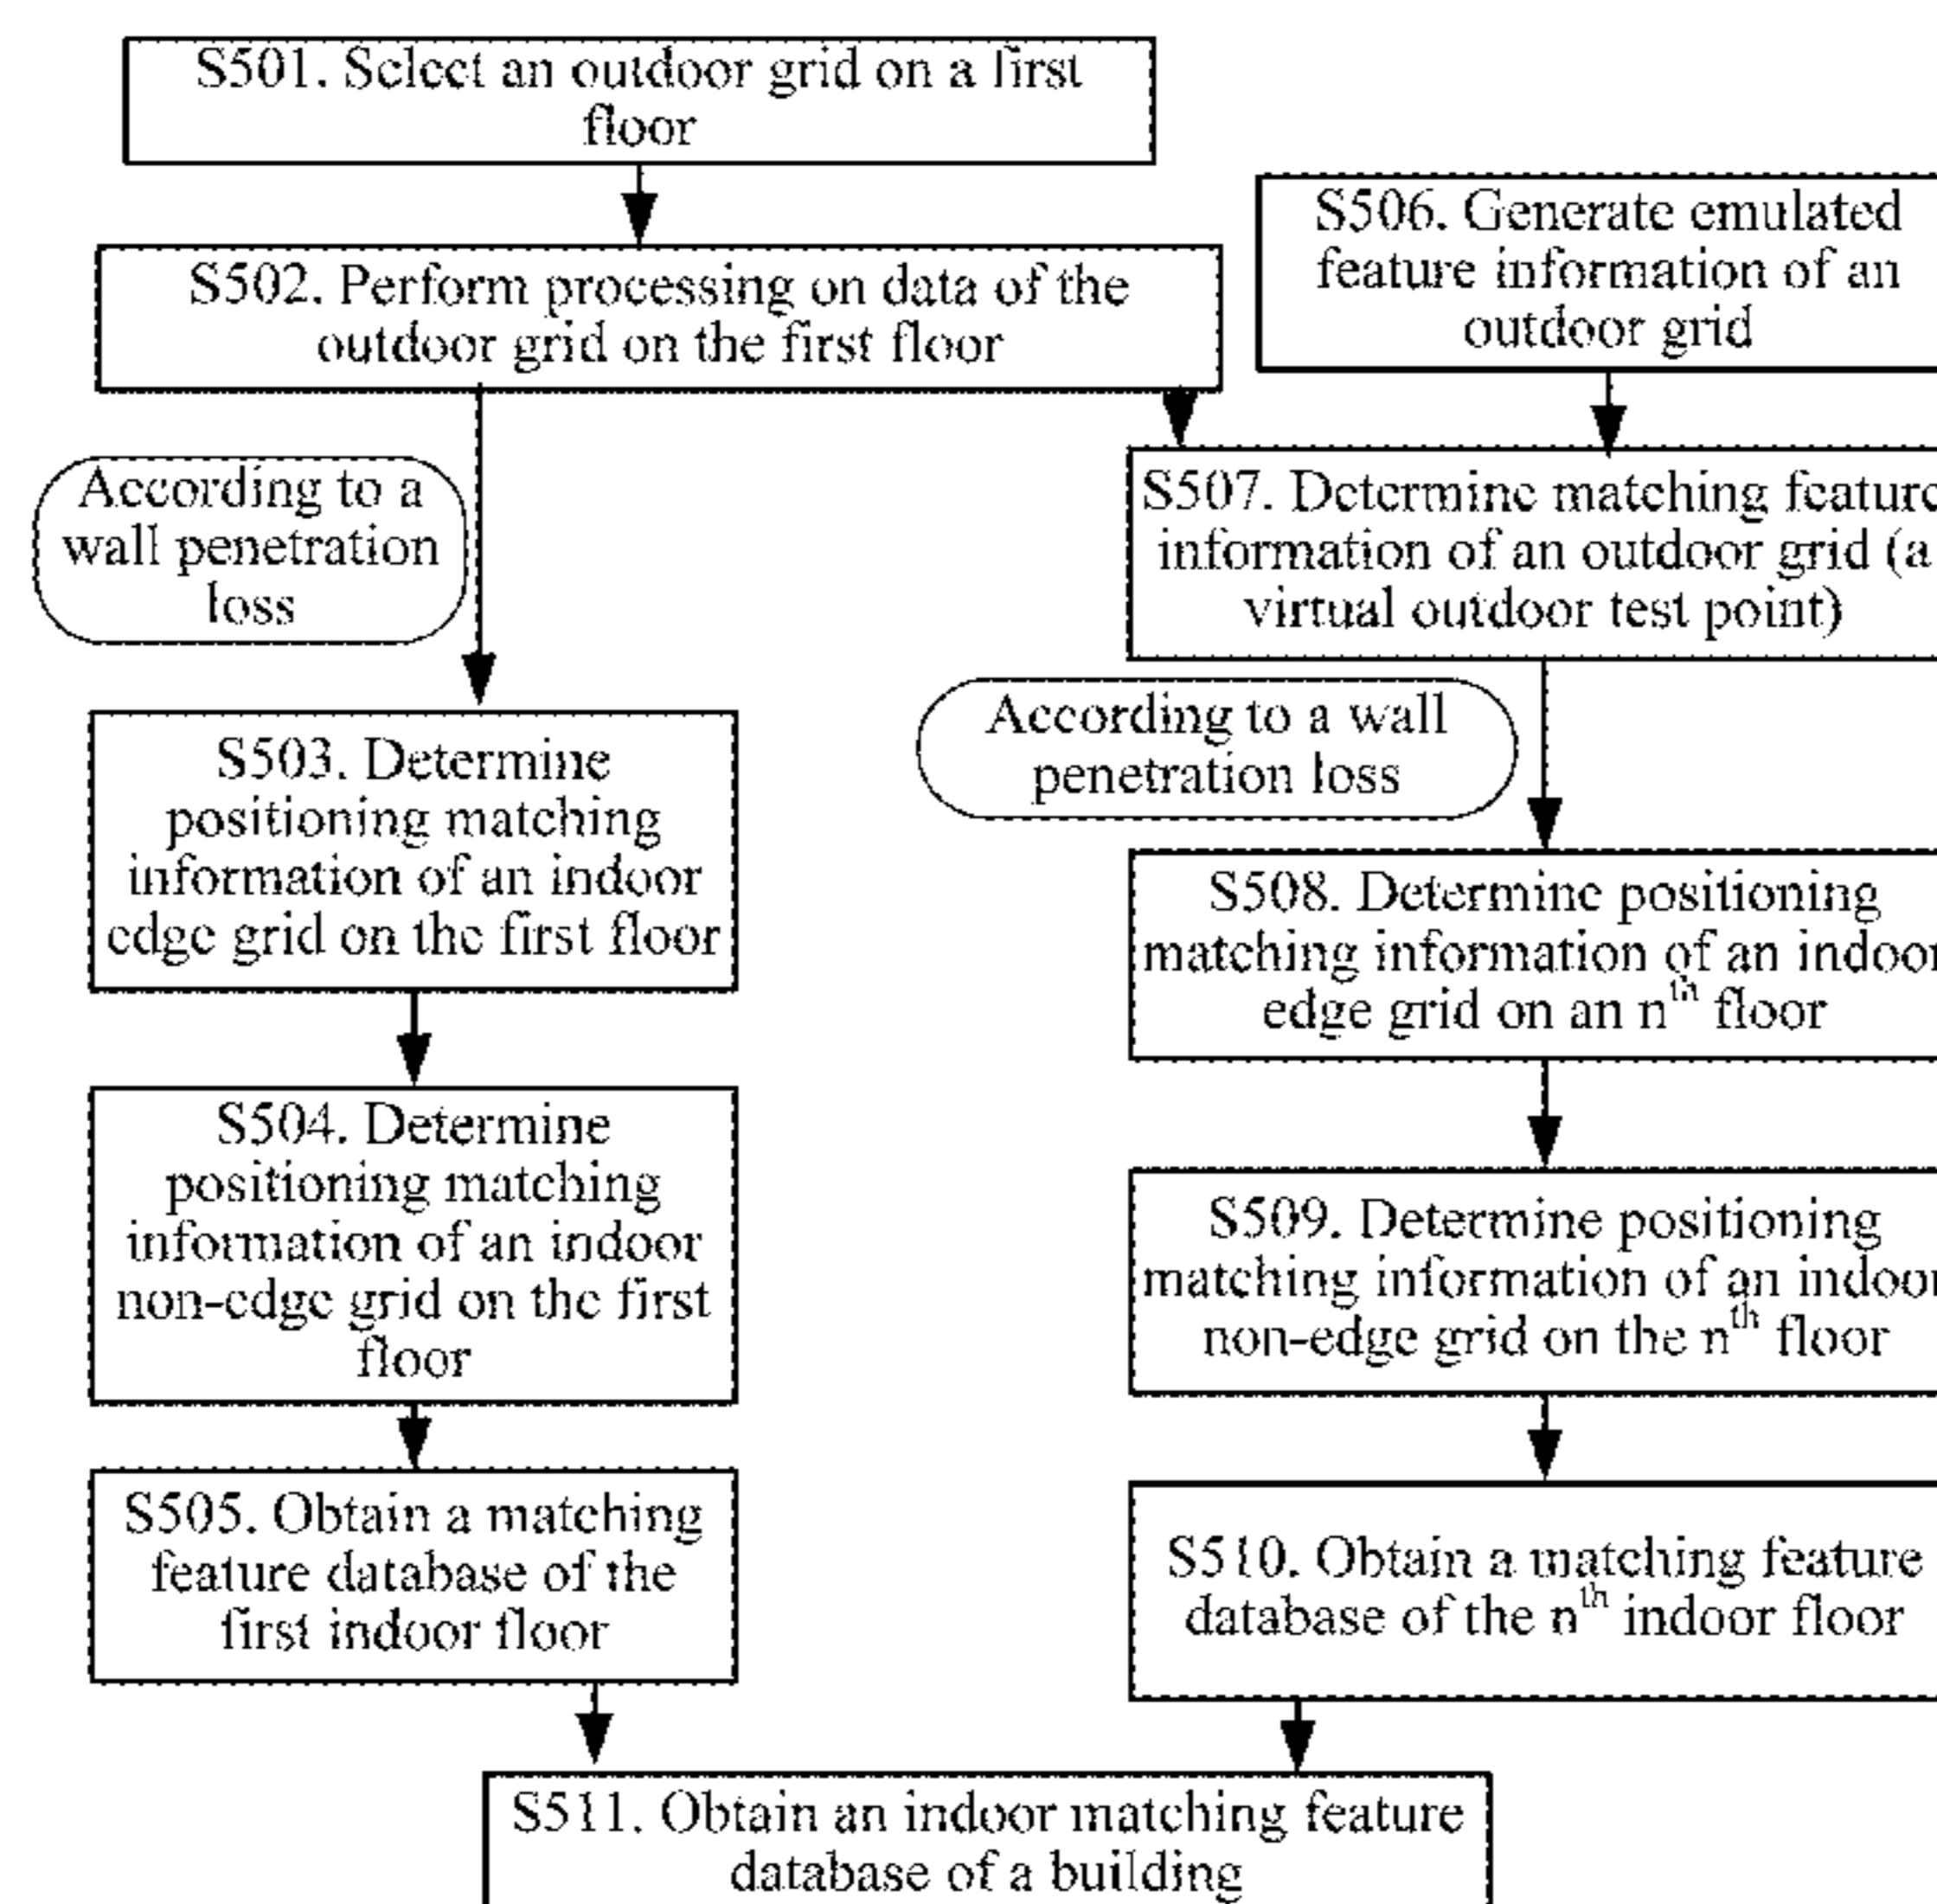 S501. Select an outdoor grid on a first
floor
S502. Perform processing on data of the
outdoor grid on the first floor
S506. Generate emulated
feature information of an
outdoor grid
According to a
wall penetration
loss
S507. Determine matching feature
information of an outdoor grid (a
virtual outdoor test point)
According to a wall
penetration loss
S503. Determine
positioning matching
information of an indoor
edge grid on the first floor
S508. Determine positioning
matching information of an indoor
edge grid on an nth floor
S504. Determine
positioning matching
information of an indoor
non-edge grid on the first
floor
S509. Determine positioning
matching information of an indoor
non-edge grid on the nth floor
S505. Obtain a matching
feature database of the
first indoor floor
S510. Obtain a matching feature
database of the nth indoor floor
S511. Obtain an indoor matching feature
database of a building